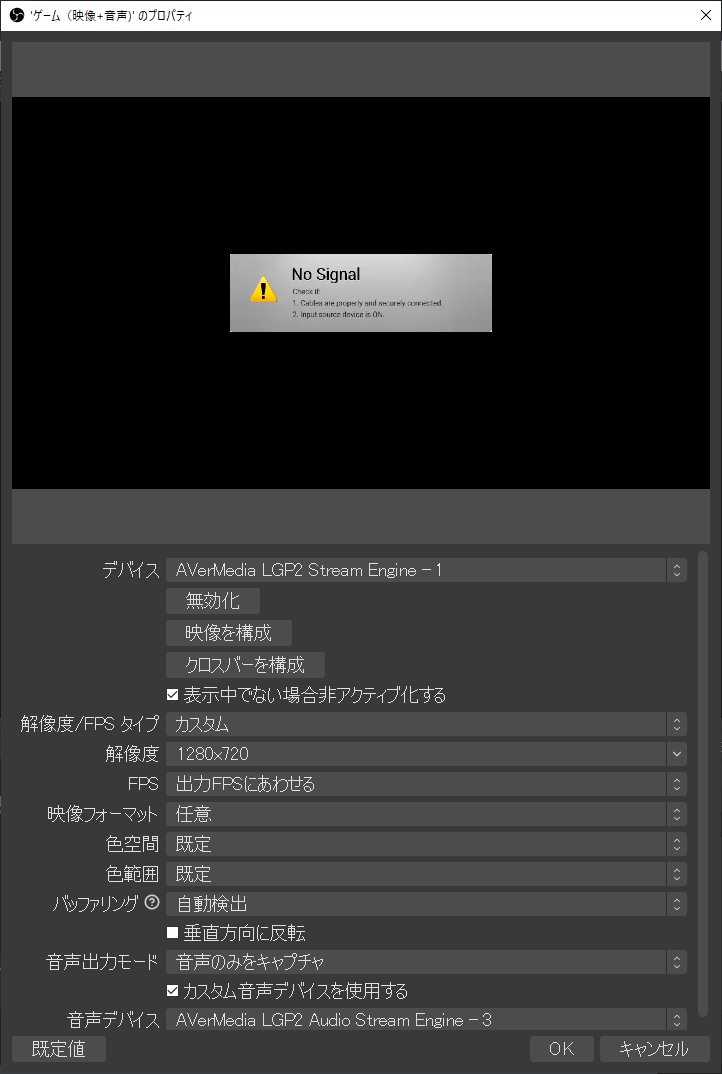 'ゲーム（映像+音声)' のプロパティ
No Signal
Check if:
1. Cables are properly and securely connected.
2. Input source device is ON.
デバイス AVerMedia LGP2 Stream Engine - 1
無効化
映像を構成
クロスバーを構成
表示中でない場合非アクティブ化する
解像度/FPS タイプ カスタム
解像度 1280x720
FPS 出力FPSにあわせる
映像フォーマット 任意
色空間 既定
色範囲 既定
バッファリング ? 自動検出
垂直方向に反転
音声出力モード 音声のみをキャプチャ
カスタム音声デバイスを使用する
音声デバイス AVerMedia LGP2 Audio Stream Engine - 3
既定値 OK キャンセル